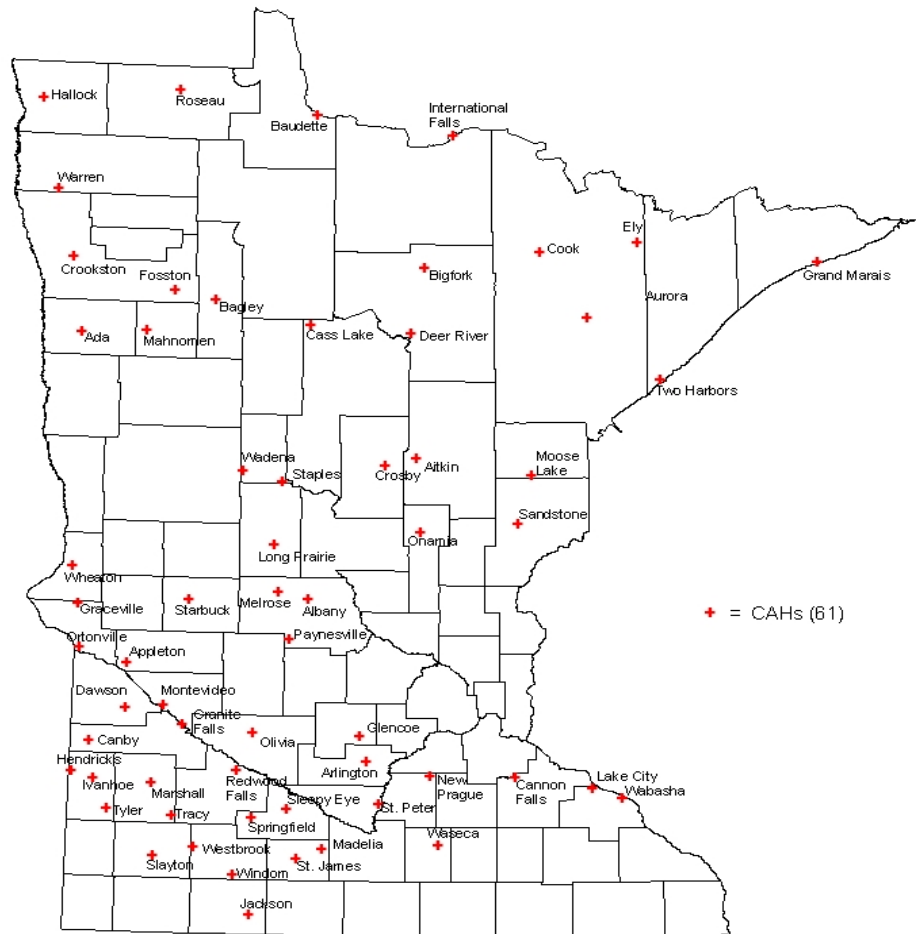 Hallock
Roseau
Baudette
International
Falls
Warren
Ely
Cook
Crookston
Fosston
Bigfork
Grand Marais
Bagley
Aurora
Ada
Mahnomen
Cass Lake
Deer River
Two Harbors
Wadena
Staples
Crosby
Aitkin
Moose
Lake
Sandstone
Onamia
Long Prairie
Wheaton
Graceville
Starbuck
Melrose
Albany
= CAHs (61)
Ortonville
Appleton
Paynesville
Dawson
Montevideo
Granite
Falls
Olivia
Glencoe
Canby
Hendricks
Ivanhoe
Marshall
Redwood
Falls
Arlington
New
Prague
Cannon
Falls
Lake City
Wabasha
Tyler
Tracy
Sleepy Eye
Springfield
St. Peter
Waseca
Westbrook
Slayton
Madelia
St. James
Windom
Jackson